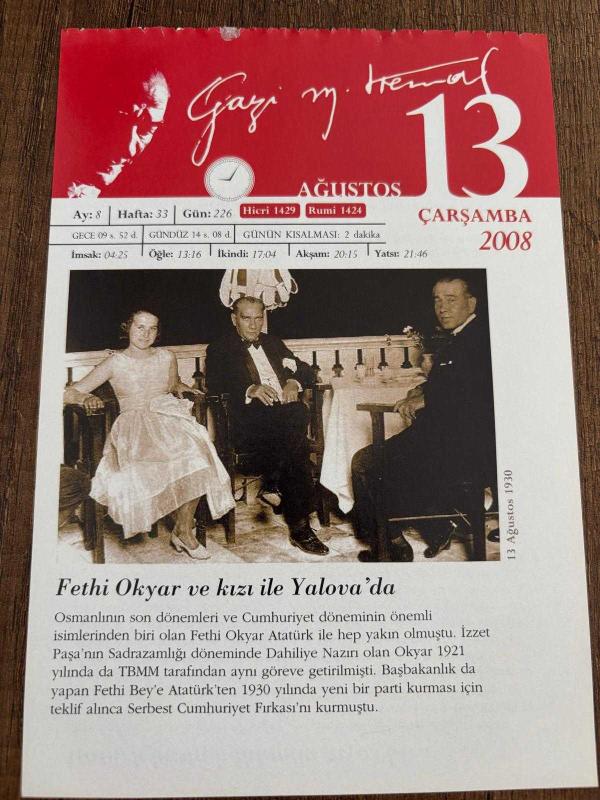 Gazi M. Kemal
13
AĞUSTOS
ÇARŞAMBA
2008
Ay: 8 Hafta: 33 Gün: 226 Hicri 1429 Rumi 1424
GECE 09 s. 52 d. GÜNDÜZ 14 s. 08 d. GÜNÜN KISALMASI: 2 dakika
İmsak: 04:25 Öğle: 13:16 İkindi: 17:04 Akşam: 20:15 Yatsı: 21:46
13 Ağustos 1930
Fethi Okyar ve kızı ile Yalova'da
Osmanlının son dönemleri ve Cumhuriyet döneminin önemli
isimlerinden biri olan Fethi Okyar Atatürk ile hep yakın olmuştu. İzzet
Paşa'nın Sadrazamlığı döneminde Dahiliye Nazırı olan Okyar 1921
yılında da TBMM tarafından aynı göreve getirilmişti. Başbakanlık da
yapan Fethi Bey'e Atatürk'ten 1930 yılında yeni bir parti kurması için
teklif alınca Serbest Cumhuriyet Fırkası'nı kurmuştu.